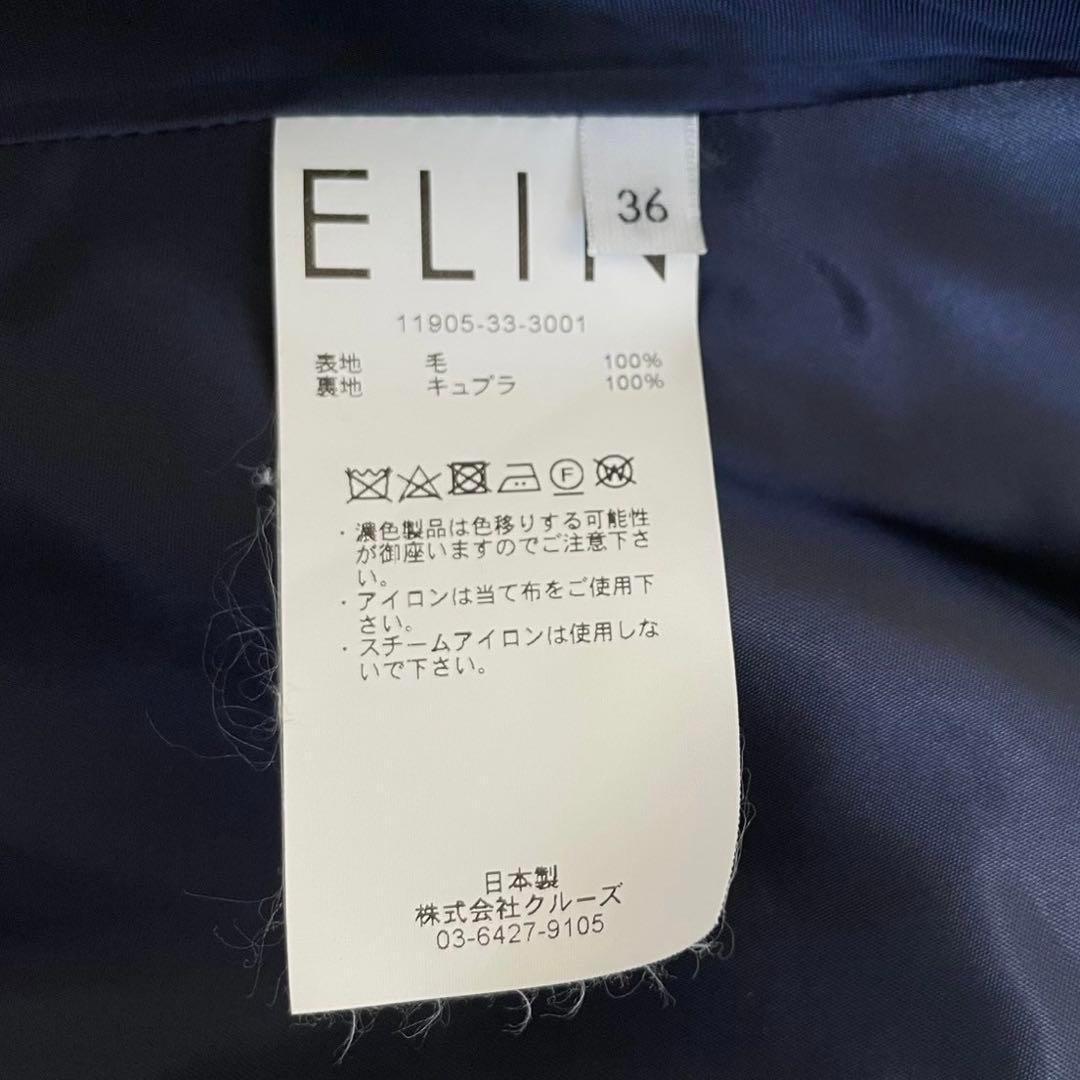 ELIN
36
11905-33-3001
表地 毛 100%
裏地 キュプラ 100%
F
W
・濃色製品は色移りする可能性
が御座いますのでご注意下さ
い。
・アイロンは当て布をご使用下
さい。
・スチームアイロンは使用しな
いで下さい。
日本製
株式会社クルーズ
03-6427-9105